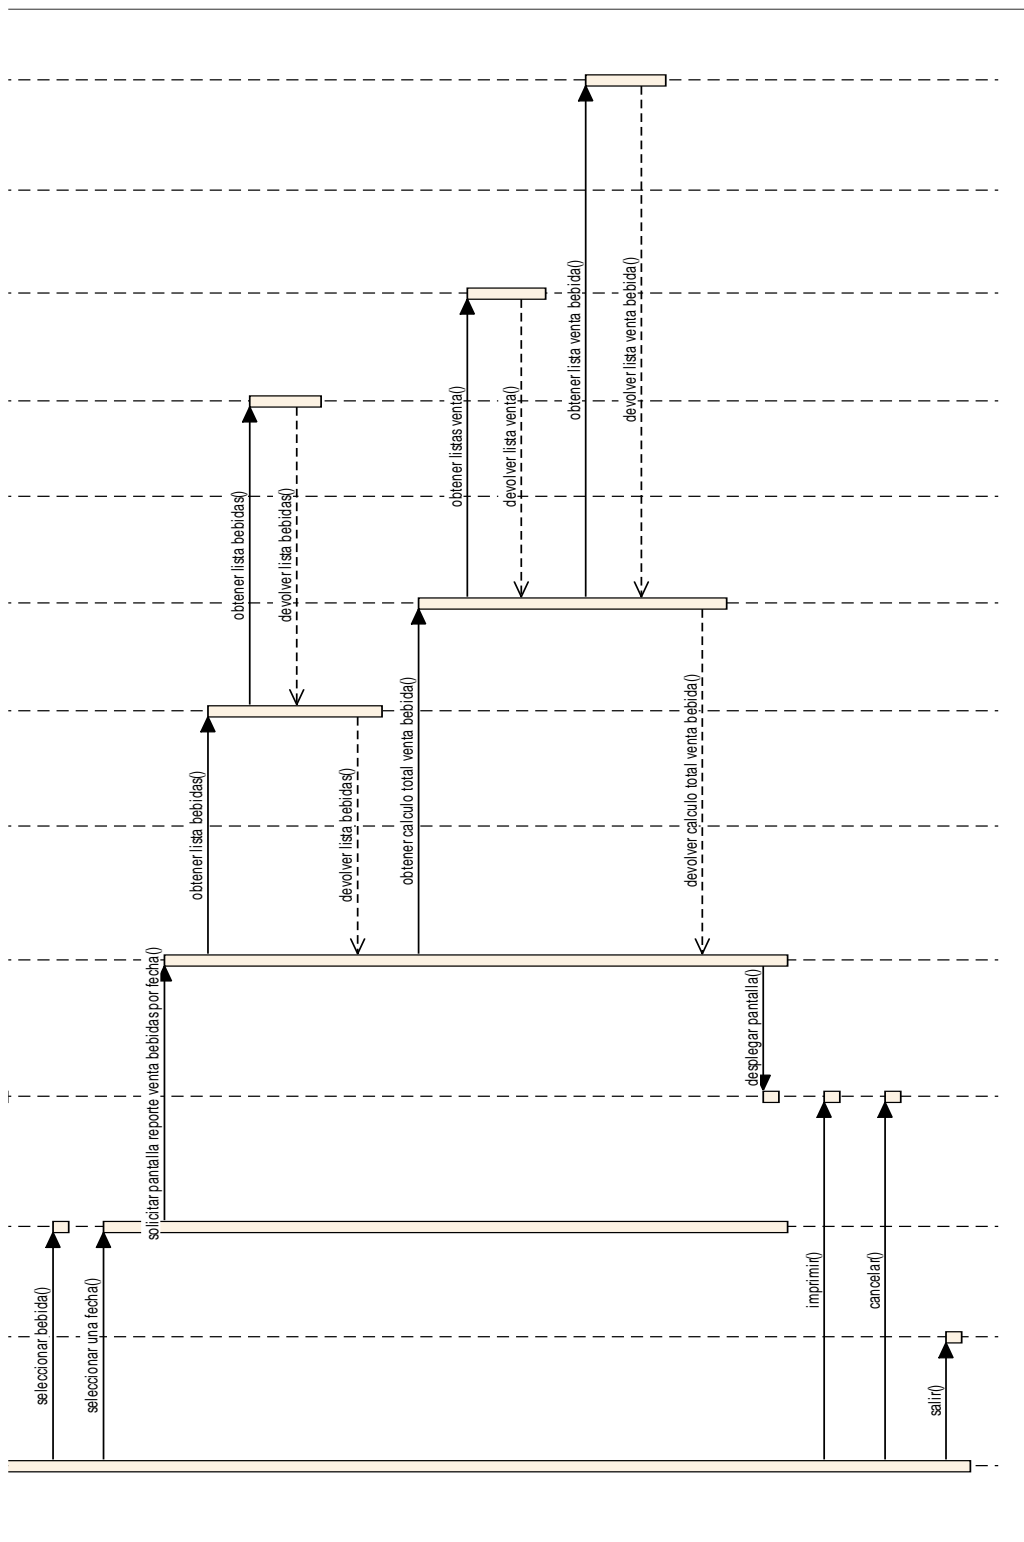 seleccionar bebida()
seleccionar una fecha()
solicitar pantalla reporte venta bebidas por fecha()
obtener lista bebidas()
obtener lista bebidas()
devolver lista bebidas()
devolver lista bebidas()
obtener calculo total venta bebida()
obtener listas venta()
devolver lista venta()
obtener lista venta bebida()
devolver lista venta bebida()
devolver calculo total venta bebida()
desplegar pantalla()
imprimir()
cancelar()
salir()